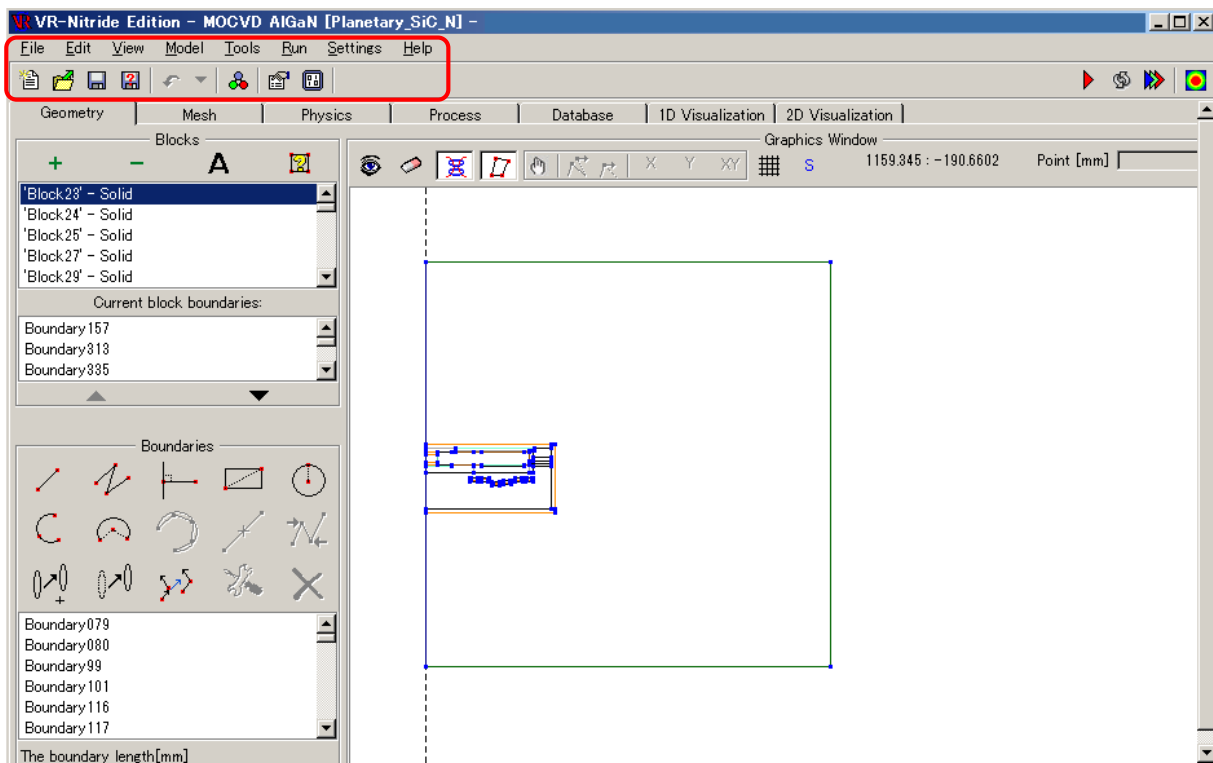 VR-Nitride Edition - MOCVD AlGaN [Planetary_SiC_N] -
File Edit View Model Tools Run Settings Help
Geometry Mesh Physics Process Database 1D Visualization 2D Visualization
Blocks
Graphics Window
A
X Y XY S 1159.345 : -190.6602 Point [mm]
'Block23' - Solid
'Block24' - Solid
'Block25' - Solid
'Block27' - Solid
'Block29' - Solid
Current block boundaries:
Boundary157
Boundary313
Boundary335
Boundaries
Boundary079
Boundary080
Boundary99
Boundary101
Boundary116
Boundary117
The boundary length[mm]